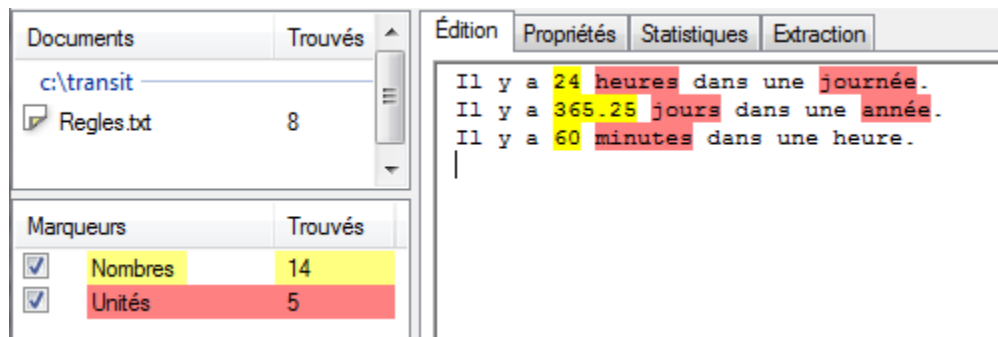 Documents Trouvés
c:\transit
Regles.txt 8
Marqueurs Trouvés
Nombres 14
Unités 5
Édition Propriétés Statistiques Extraction
Il y a 24 heures dans une journée.
Il y a 365.25 jours dans une année.
Il y a 60 minutes dans une heure.